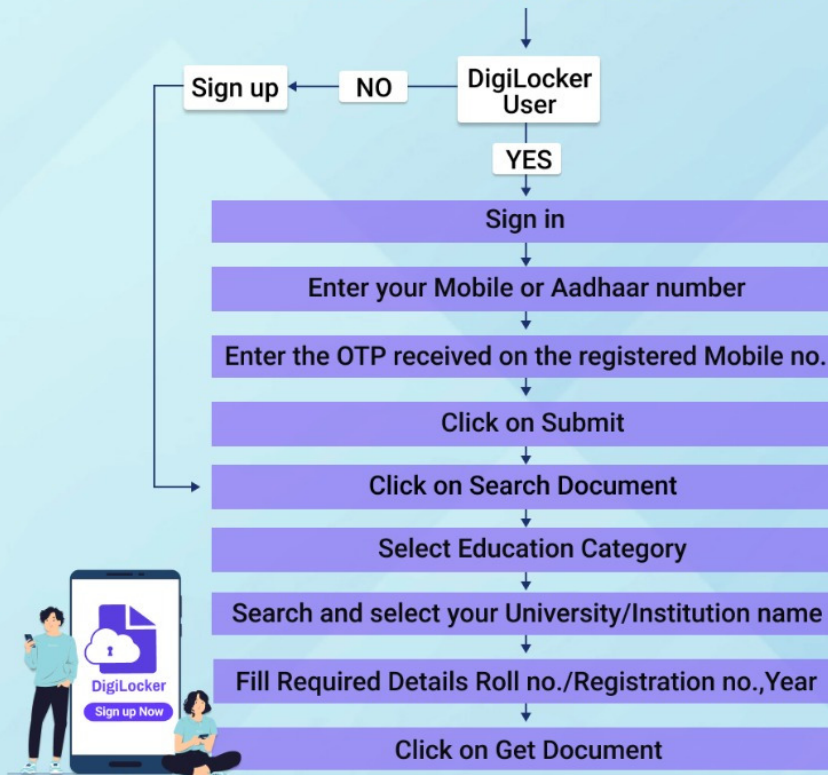 DigiLocker
User
NO
Sign up
YES
Sign in
Enter your Mobile or Aadhaar number
Enter the OTP received on the registered Mobile no.
Click on Submit
Click on Search Document
Select Education Category
Search and select your University/Institution name
Fill Required Details Roll no./Registration no.,Year
Click on Get Document
DigiLocker
Sign up Now